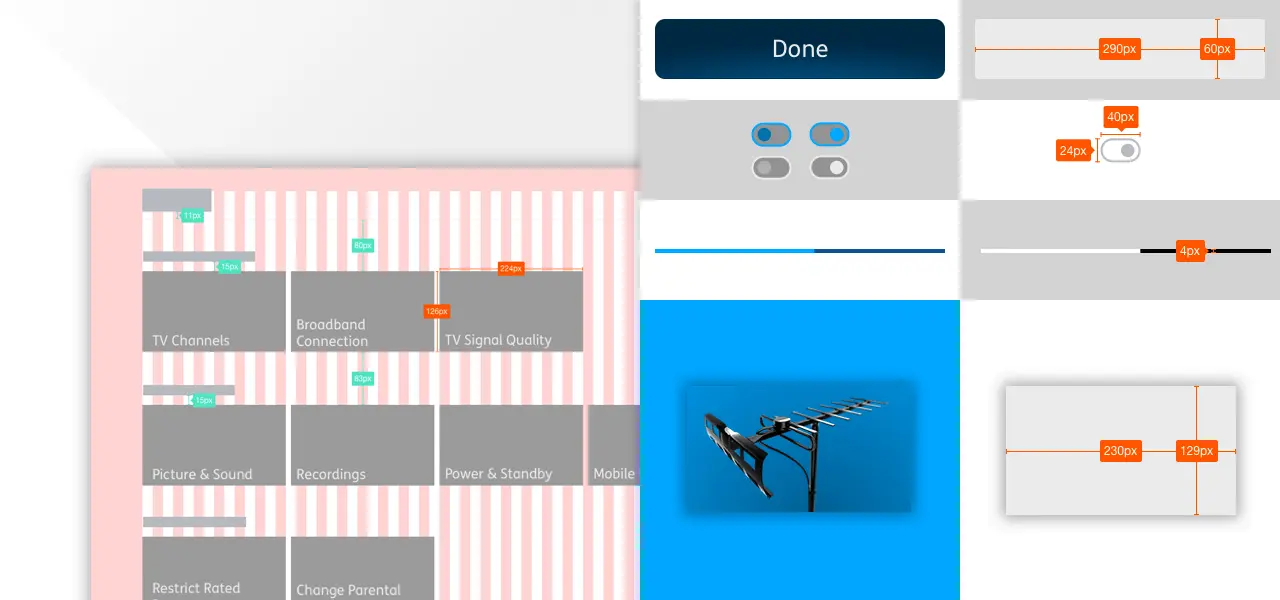 11px
15px
80px
224px
126px
TV Channels
Broadband
Connection
TV Signal Quality
63px
15px
Picture & Sound
Recordings
Power & Standby
Mobile
Restrict Rated
Change Parental
Done
290px
60px
40px
24px
4px
230px
129px